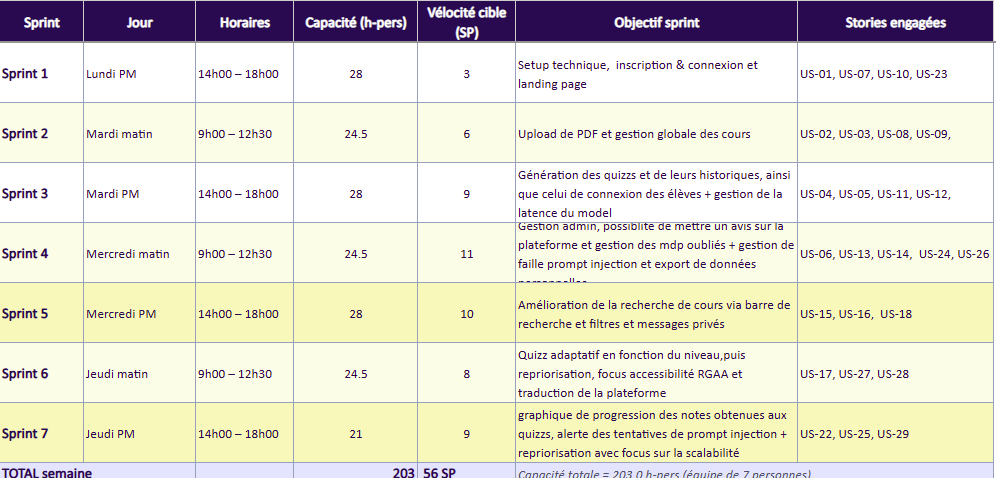 Sprint Jour Horaires Capacité (h-pers) Vélocité cible (SP) Objectif sprint Stories engagées
Sprint 1 Lundi PM 14h00 – 18h00 28 3 Setup technique, inscription & connexion et
landing page US-01, US-07, US-10, US-23
Sprint 2 Mardi matin 9h00 – 12h30 24.5 6 Upload de PDF et gestion globale des cours US-02, US-03, US-08, US-09,
Sprint 3 Mardi PM 14h00 – 18h00 28 9 Génération des quizzs et de leurs historiques, ainsi
que celui de connexion des élèves + gestion de la
latence du model US-04, US-05, US-11, US-12,
Sprint 4 Mercredi matin 9h00 – 12h30 24.5 11 Gestion admin, possiblite de mettre un avis sur la
plateforme et gestion des mdp oubliés + gestion de
faille prompt injection et export de données
personnelles US-06, US-13, US-14, US-24, US-26
Sprint 5 Mercredi PM 14h00 – 18h00 28 10 Amélioration de la recherche de cours via barre de
recherche et filtres et messages privés US-15, US-16, US-18
Sprint 6 Jeudi matin 9h00 – 12h30 24.5 8 Quizz adaptatif en fonction du niveau,puis
repriorisation, focus accessibilité RGAA et
traduction de la plateforme US-17, US-27, US-28
Sprint 7 Jeudi PM 14h00 – 18h00 21 9 graphique de progression des notes obtenues aux
quizzs, alerte des tentatives de prompt injection +
repriorisation avec focus sur la scalabilité US-22, US-25, US-29
TOTAL semaine 203 56 SP Capacité totale = 203.0 h-pers (équipe de 7 personnes)